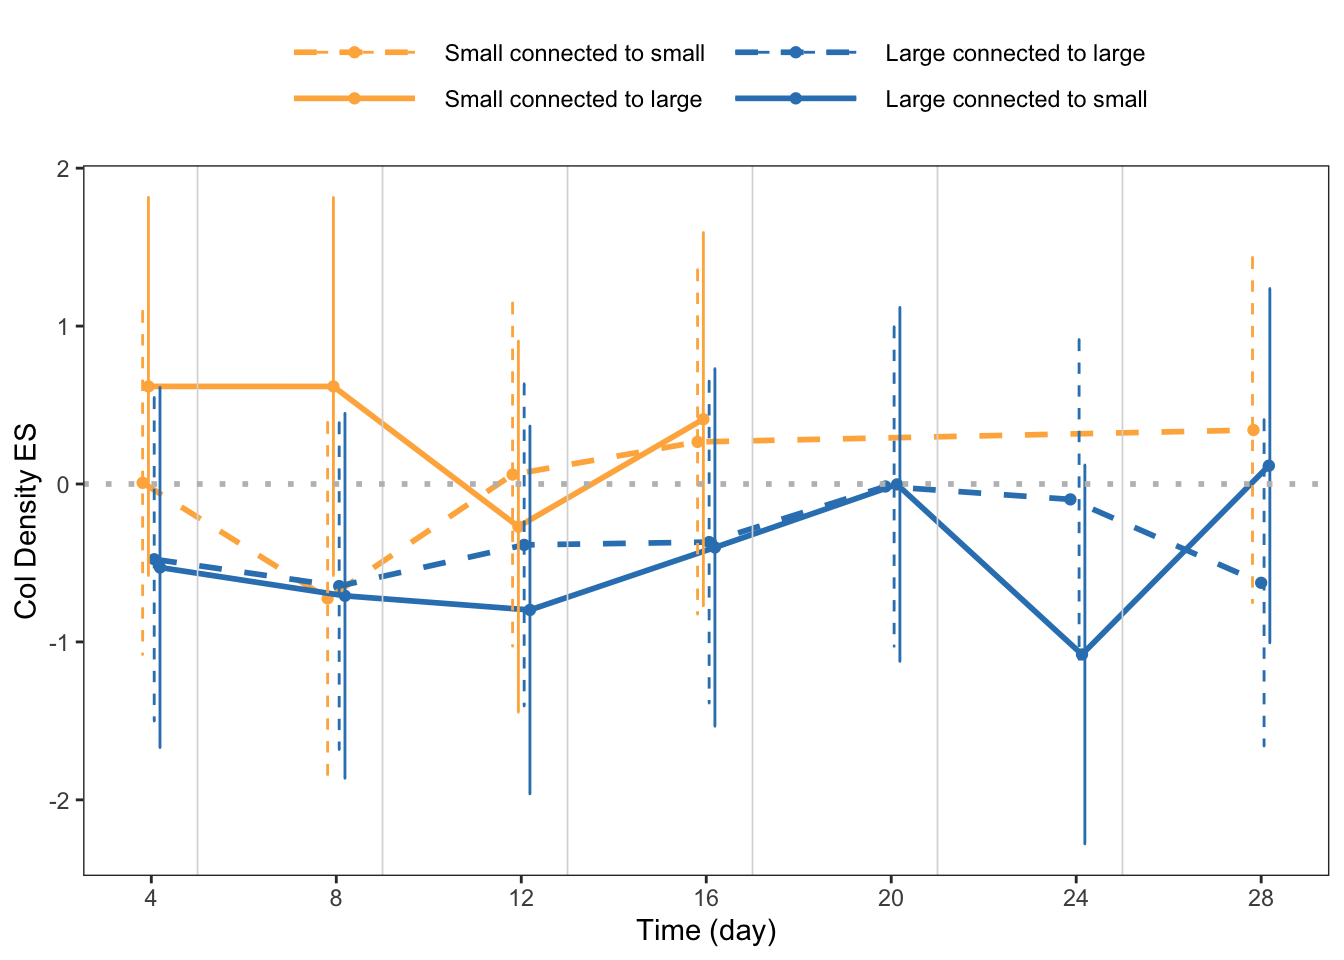 Small connected to small
Large connected to large
Small connected to large
Large connected to small
2
1
0
-1
-2
Col Density ES
4 8 12 16 20 24 28
Time (day)